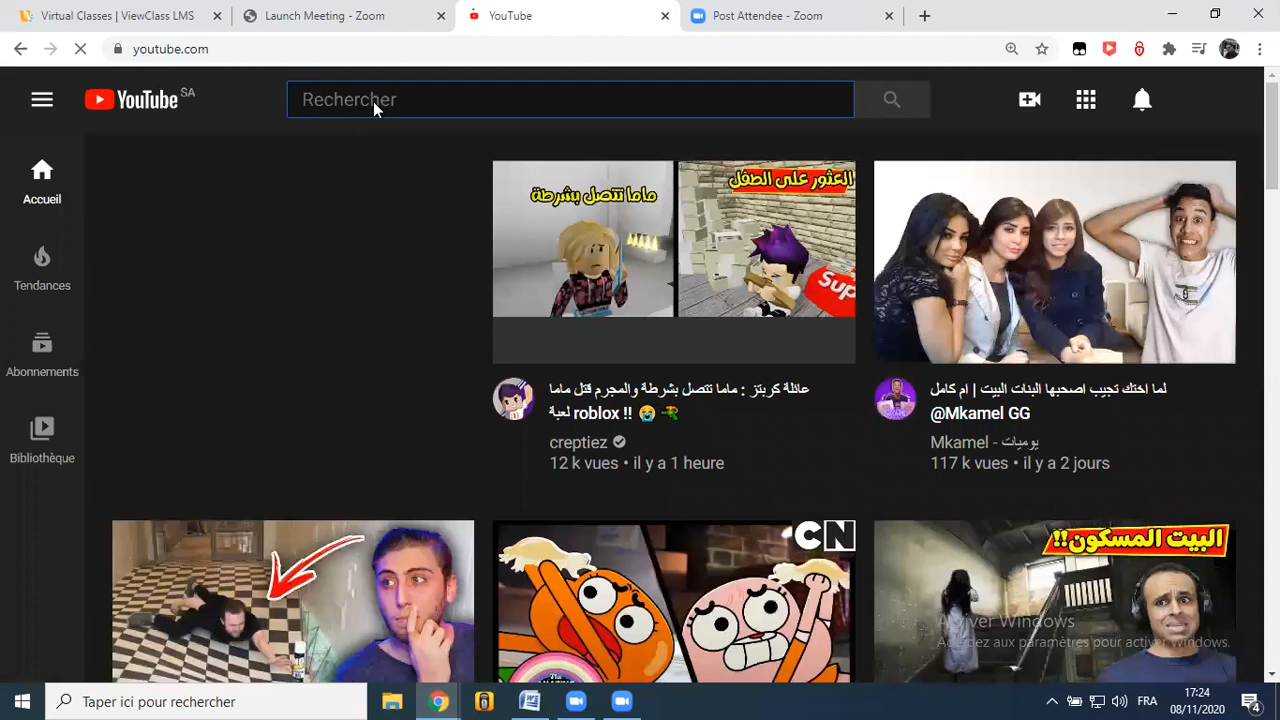 Virtual Classes | ViewClass LMS
Launch Meeting - Zoom
YouTube
Post Attendee - Zoom
youtube.com
YouTube SA
Rechercher
Accueil
Tendances
Abonnements
Bibliothèque
ماما تتصل بشرطة
العثور على الطفل
Sup
عائلة كربتز : ماما تتصل بشرطة والمجرم قتل ماما
لعبة roblox !! 😭 🔫
creptiez
12 k vues • il y a 1 heure
لما اختك تجيب اصحبها البنات البيت | ام كامل
@Mkamel GG
Mkamel - يوميات
117 k vues • il y a 2 jours
CN
البيت المسكون!!
Activer Windows
Accédez aux paramètres pour activer Windows.
Taper ici pour rechercher
FRA
17:24
08/11/2020
4